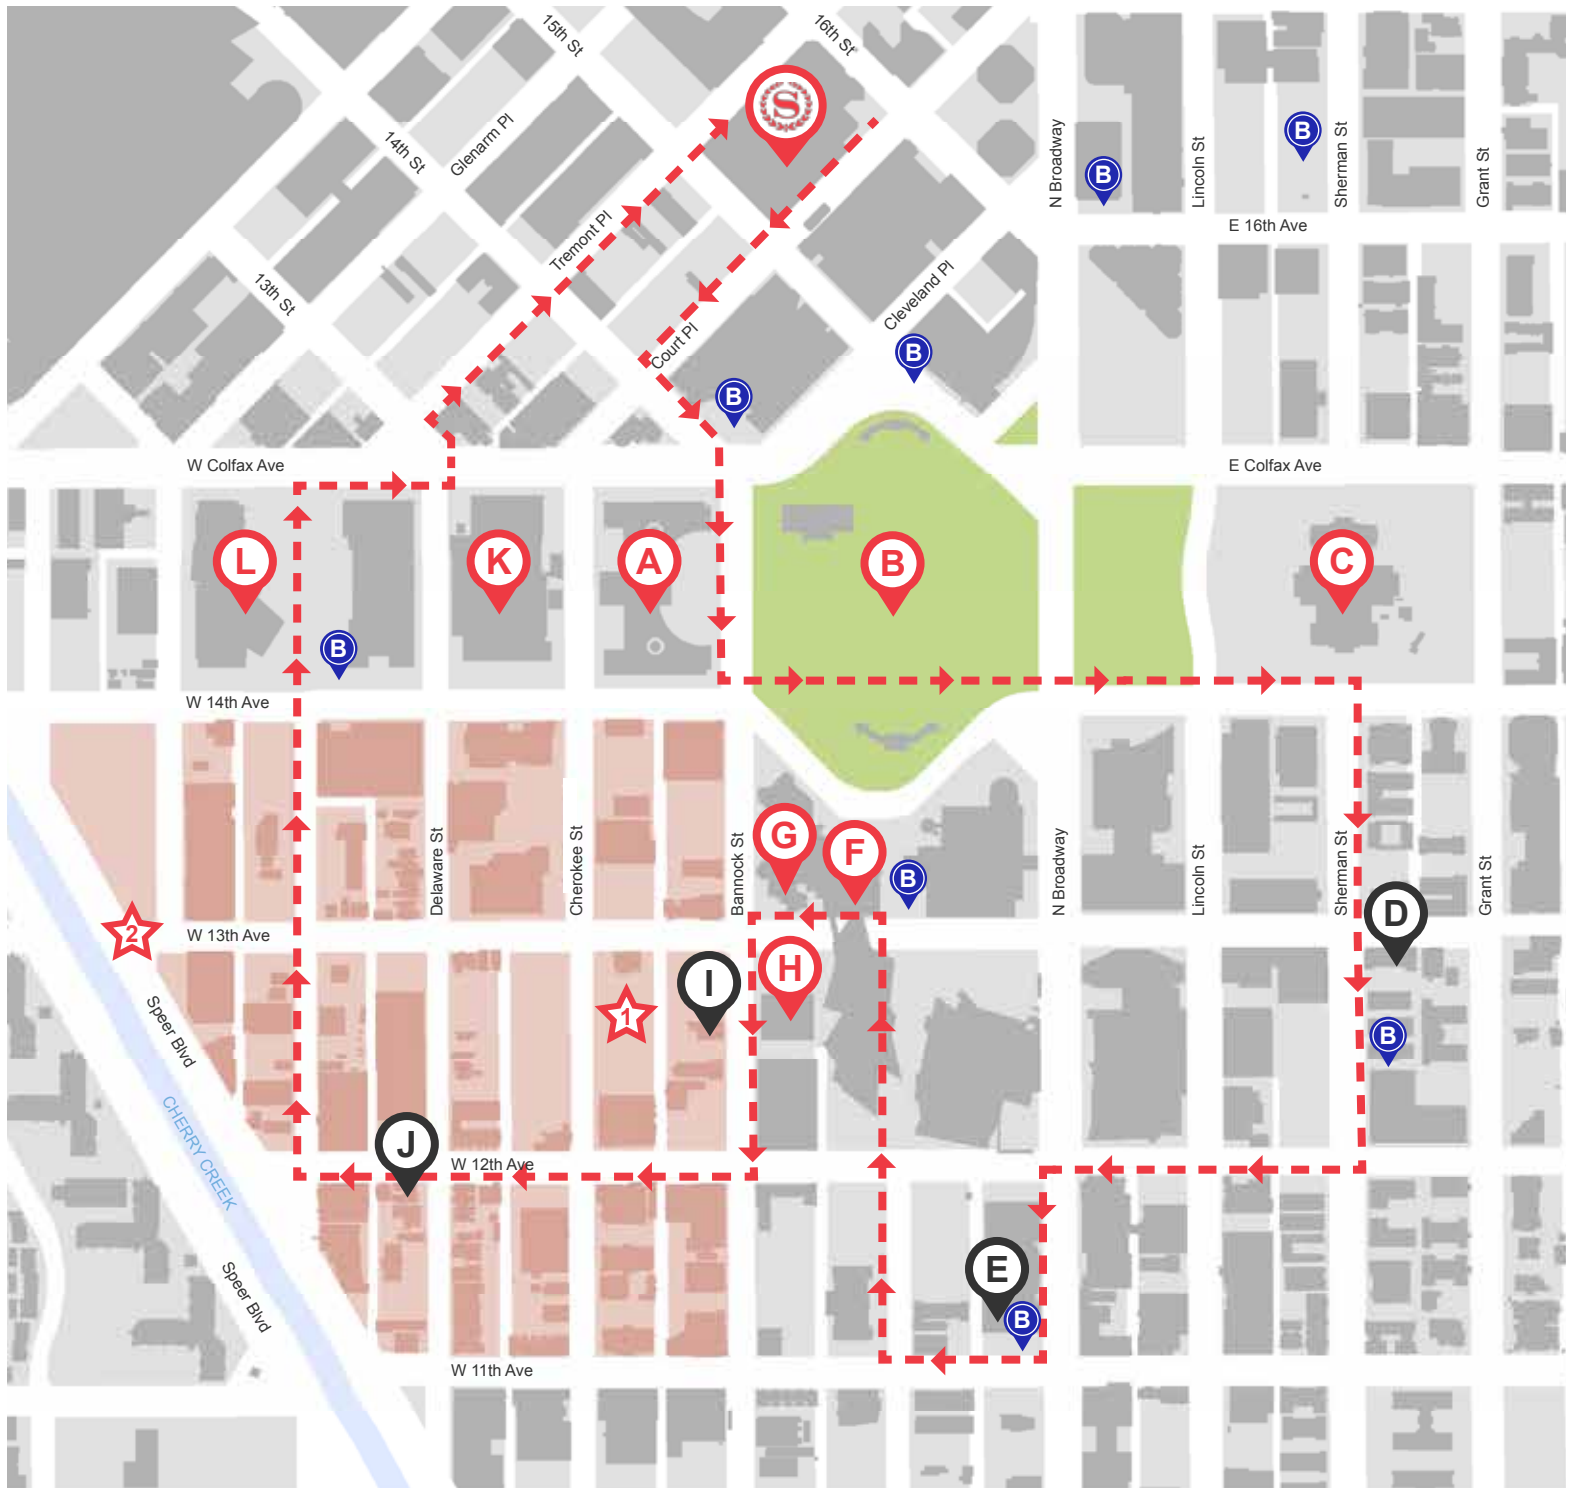 15th St
16th St
S
14th St
Glenarm Pl
N Broadway
B
Lincoln St
B
Sherman St
Grant St
E 16th Ave
Tremont Pl
13th St
Cleveland Pl
Court Pl
B
B
W Colfax Ave
E Colfax Ave
L
K
A
B
C
B
W 14th Ave
Delaware St
Cherokee St
Bannock St
G
F
B
N Broadway
Lincoln St
Sherman St
D
Grant St
2
W 13th Ave
I
H
1
Speer Blvd
B
CHERRY CREEK
J
W 12th Ave
E
B
Speer Blvd
W 11th Ave